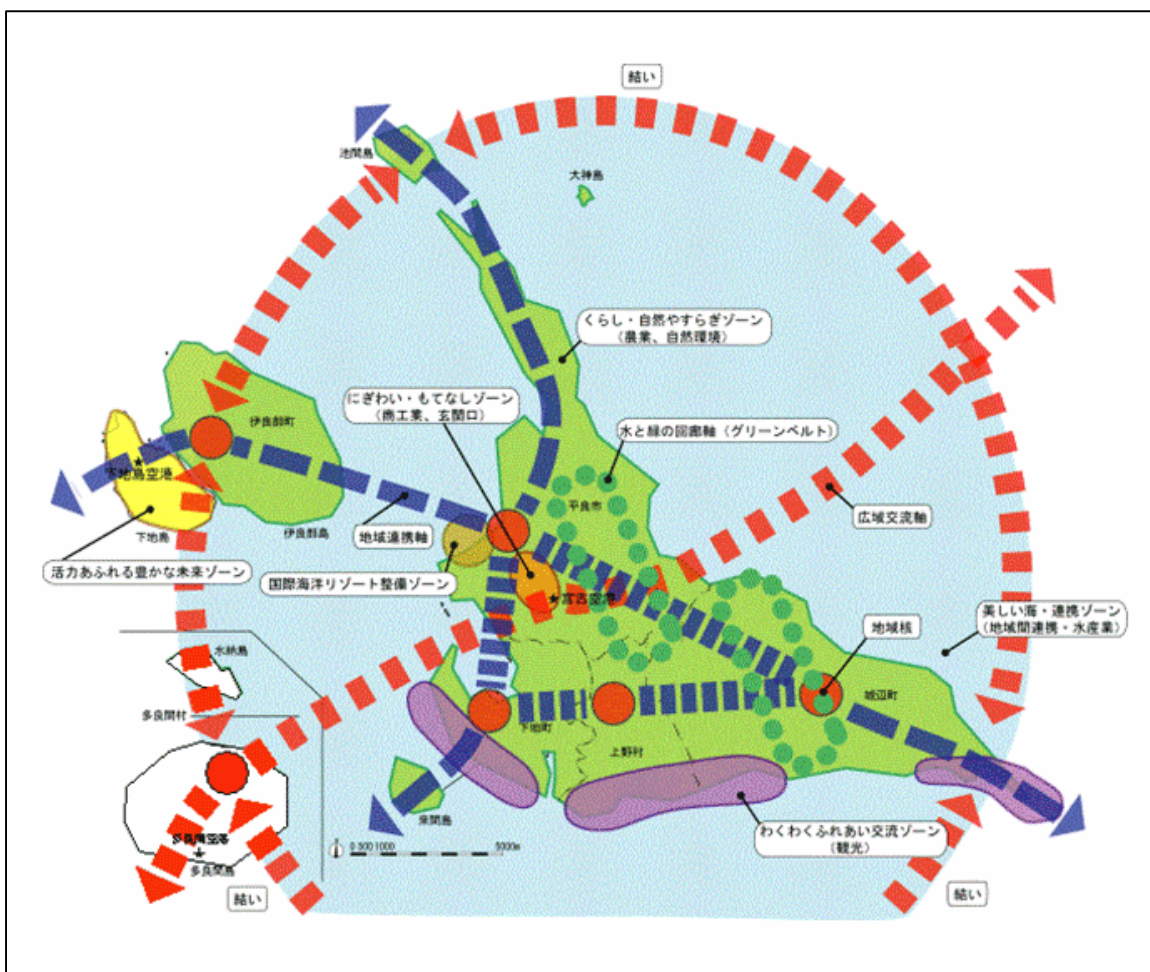 結い
池間島
大神島
くらし・自然やすらぎゾーン
（農業、自然環境）
にぎわい・もてなしゾーン
（商工業、玄関口）
伊良部町
水と緑の回廊軸（グリーンベルト）
下地島空港
平良市
広域交流軸
下地島
伊良部島
地域連携軸
活力あふれる豊かな未来ゾーン
国際海洋リゾート整備ゾーン
宮古空港
美しい海・連携ゾーン
（地域間連携・水産業）
地域核
水納島
城辺町
多良間村
下地町
上野村
来間島
わくわくふれあい交流ゾーン
（観光）
0 500 1000 5000m
多良間空港
多良間島
結い
結い